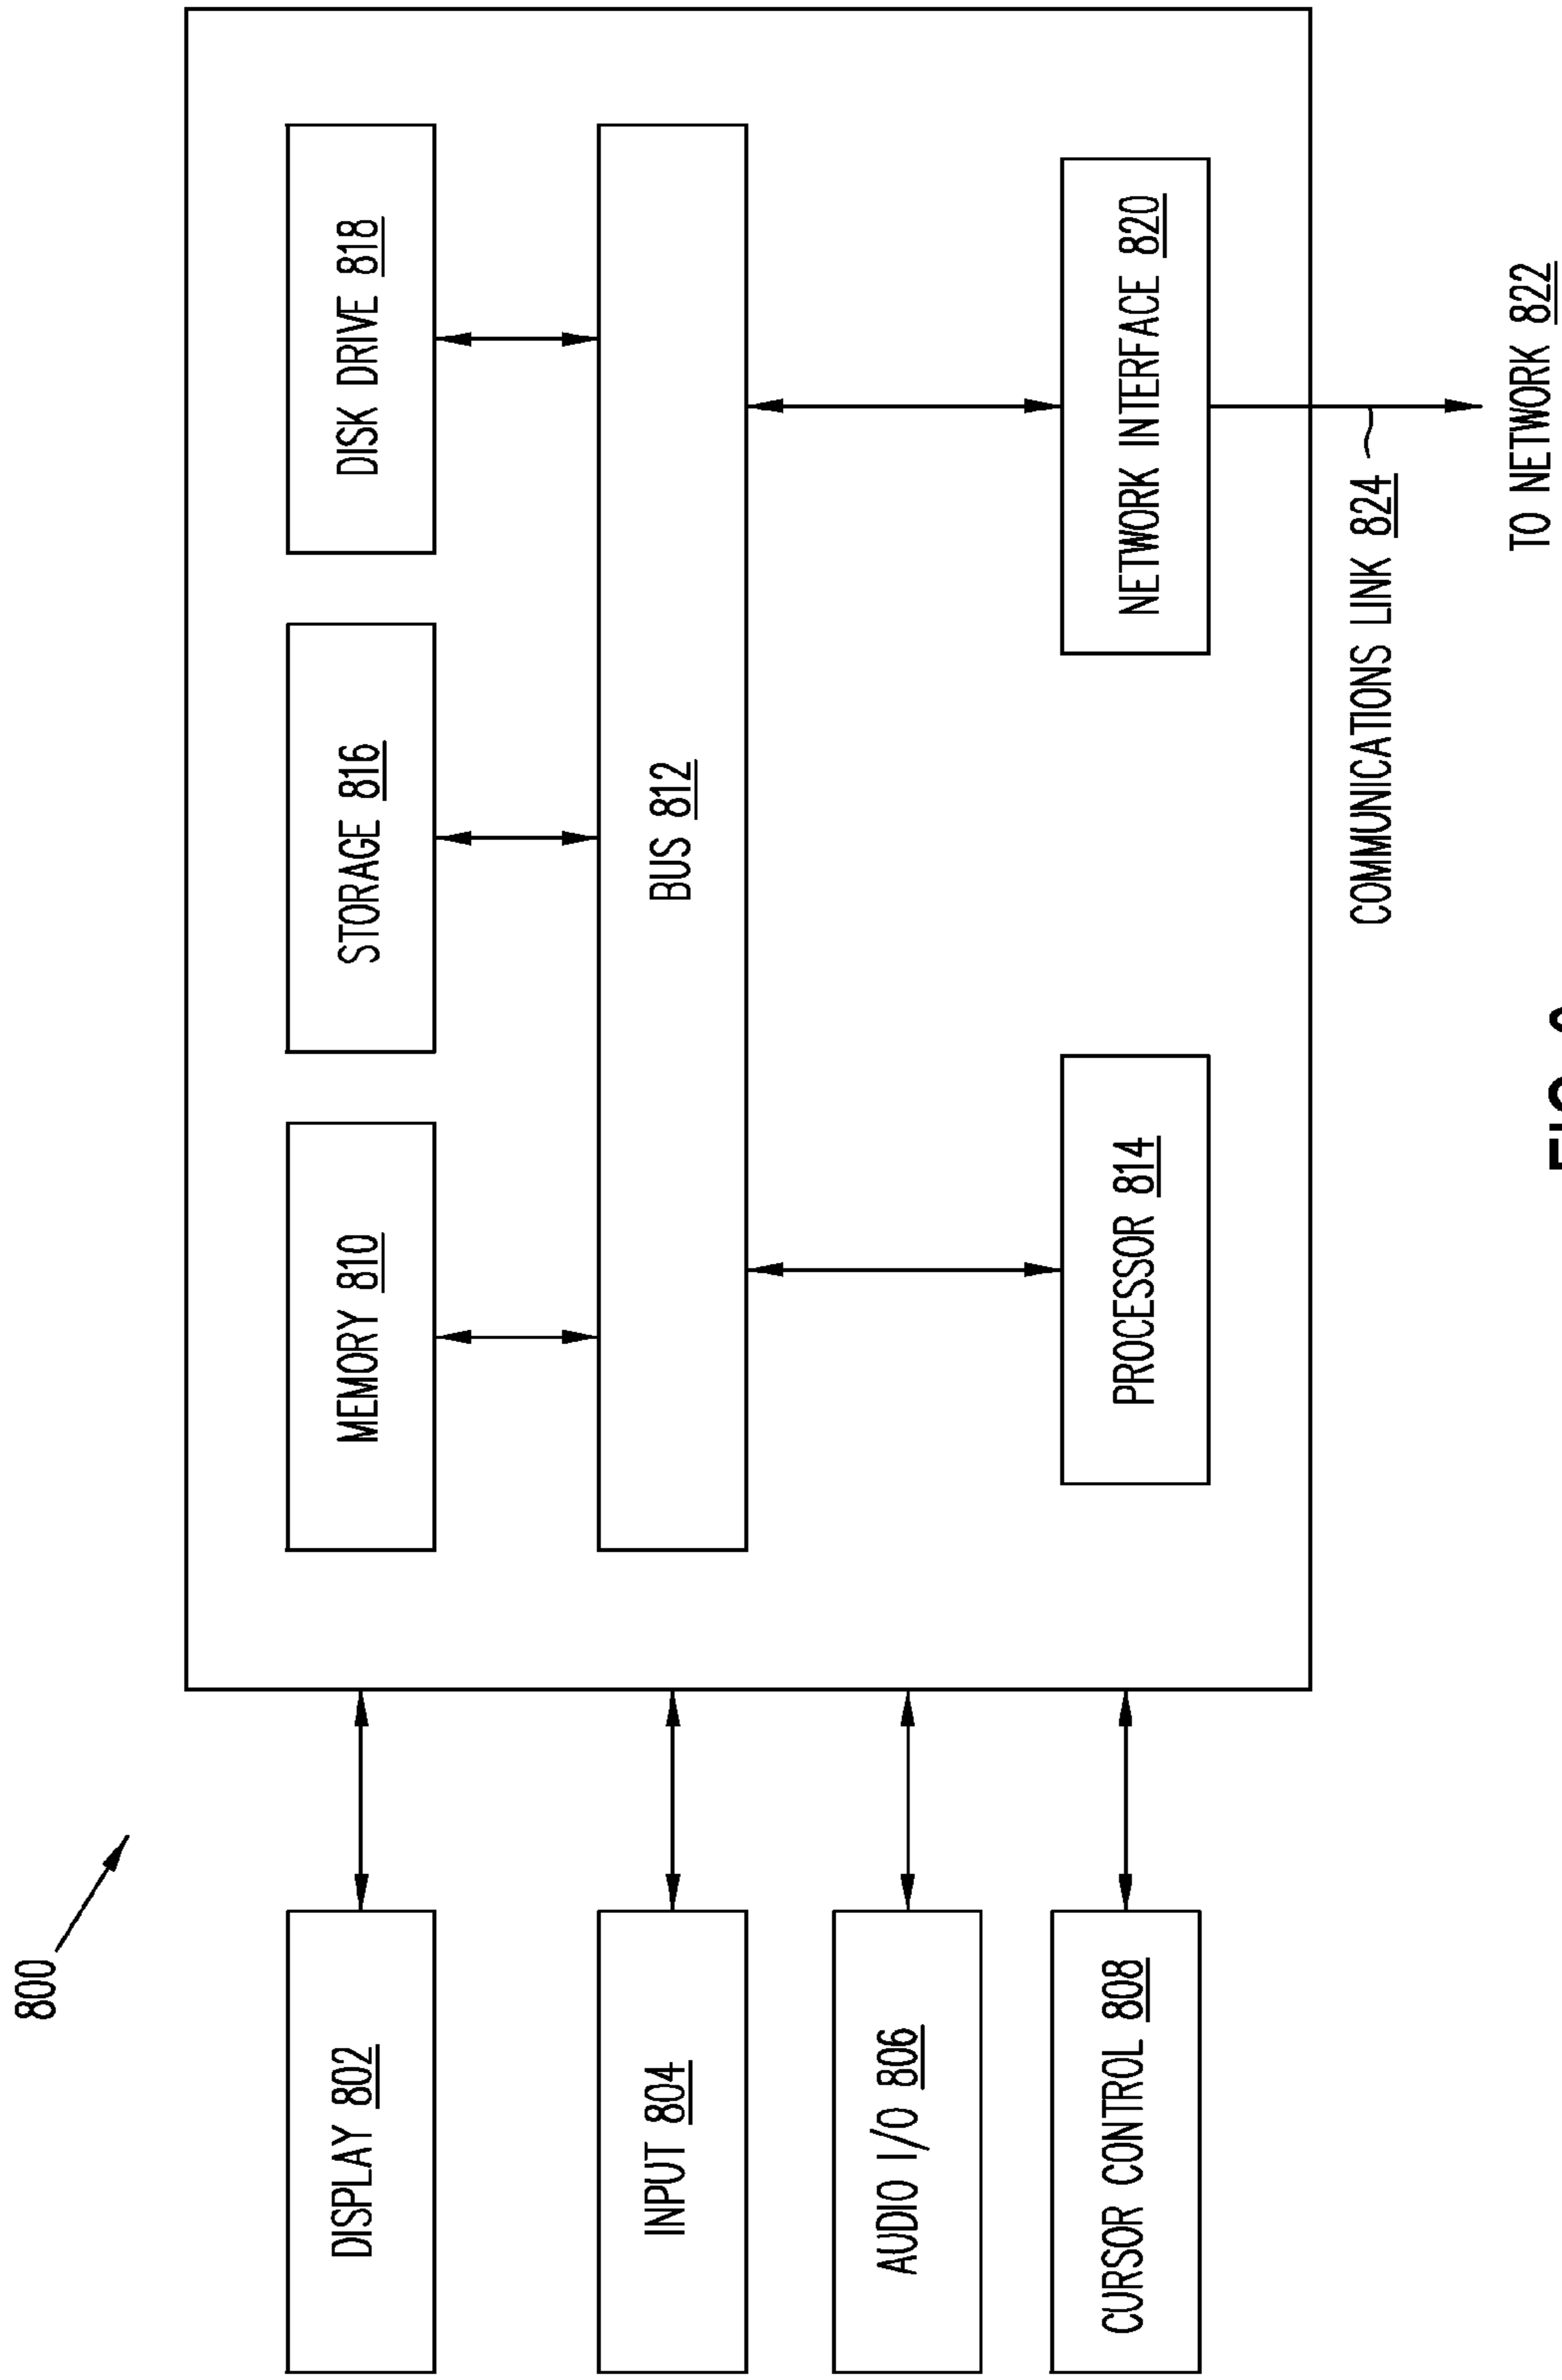 800
DISPLAY 802
INPUT 804
AUDIO I/O 806
CURSOR CONTROL 808
MEMORY 810
STORAGE 816
DISK DRIVE 818
BUS 812
PROCESSOR 814
NETWORK INTERFACE 820
COMMUNICATIONS LINK 824
TO NETWORK 822